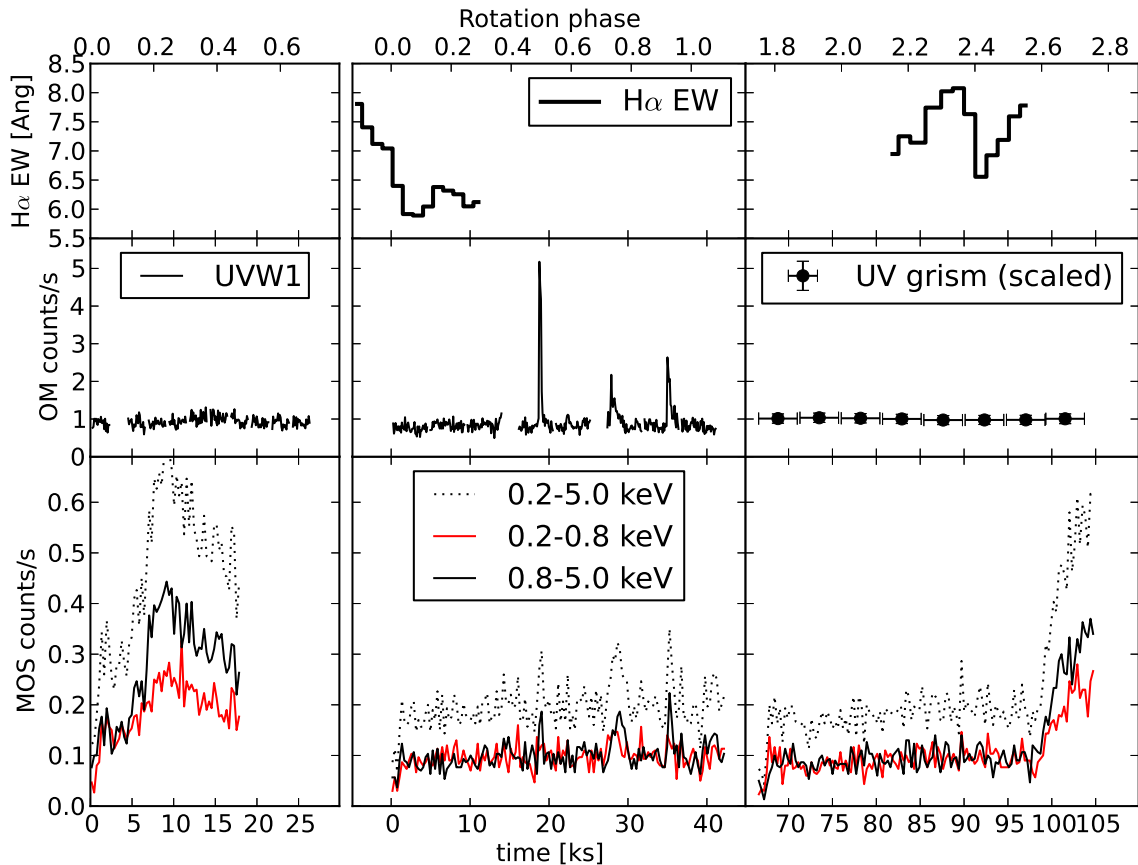 Rotation phase
0.0 0.2 0.4 0.6 0.0 0.2 0.4 0.6 0.8 1.0 1.8 2.0 2.2 2.4 2.6 2.8
8.5
8.0
7.5
7.0
6.5
6.0
5.5
Hα EW [Ang]
Hα EW
5
4
3
2
1
0
OM counts/s
UVW1
UV grism (scaled)
0.6
0.5
0.4
0.3
0.2
0.1
0.0
MOS counts/s
0.2-5.0 keV
0.2-0.8 keV
0.8-5.0 keV
0 5 10 15 20 25 0 10 20 30 40 70 75 80 85 90 95 100 105
time [ks]